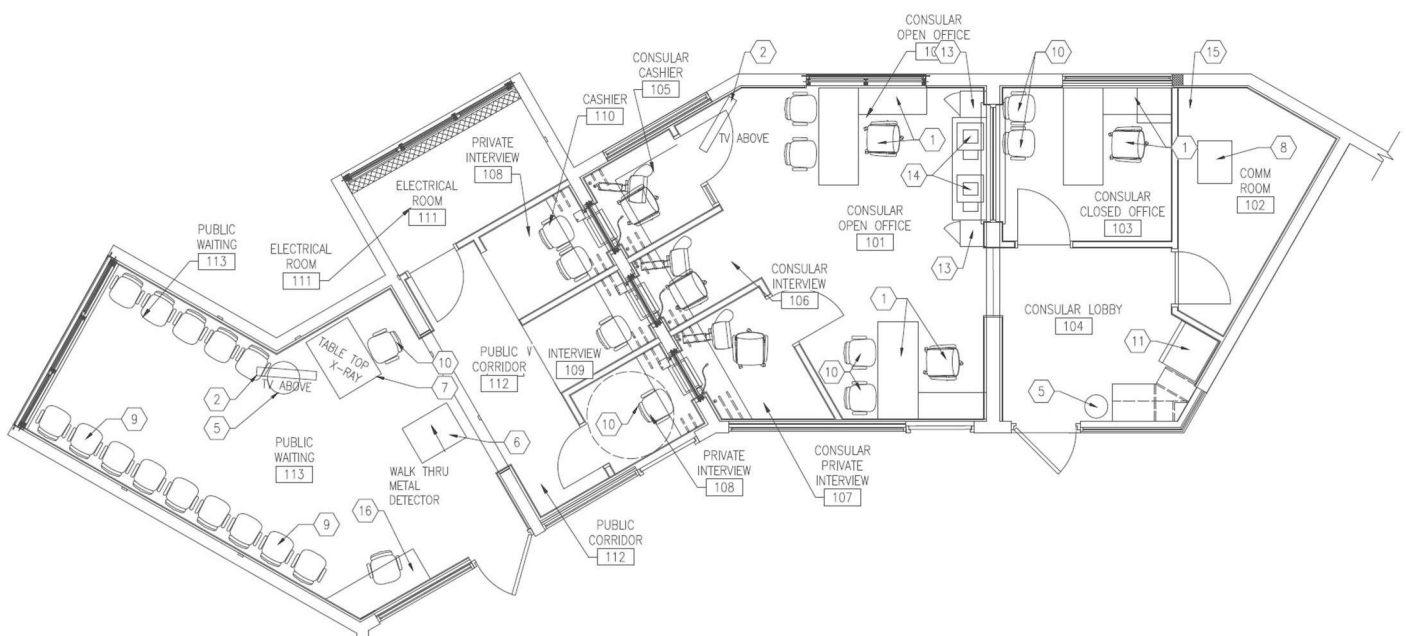 CONSULAR
OPEN OFFICE
10
13
2
10
15
CONSULAR
CASHIER
105
CASHIER
110
TV ABOVE
1
1
8
PRIVATE
INTERVIEW
108
14
COMM
ROOM
102
ELECTRICAL
ROOM
111
CONSULAR
OPEN OFFICE
101
CONSULAR
CLOSED OFFICE
103
PUBLIC
WAITING
113
ELECTRICAL
ROOM
111
13
CONSULAR
INTERVIEW
106
1
CONSULAR LOBBY
104
11
TABLE TOP
X-RAY
10
7
PUBLIC
CORRIDOR
112
INTERVIEW
109
10
TV ABOVE
2
5
5
9
10
PUBLIC
WAITING
113
6
WALK THRU
METAL
DETECTOR
PRIVATE
INTERVIEW
108
CONSULAR
PRIVATE
INTERVIEW
107
9
16
PUBLIC
CORRIDOR
112